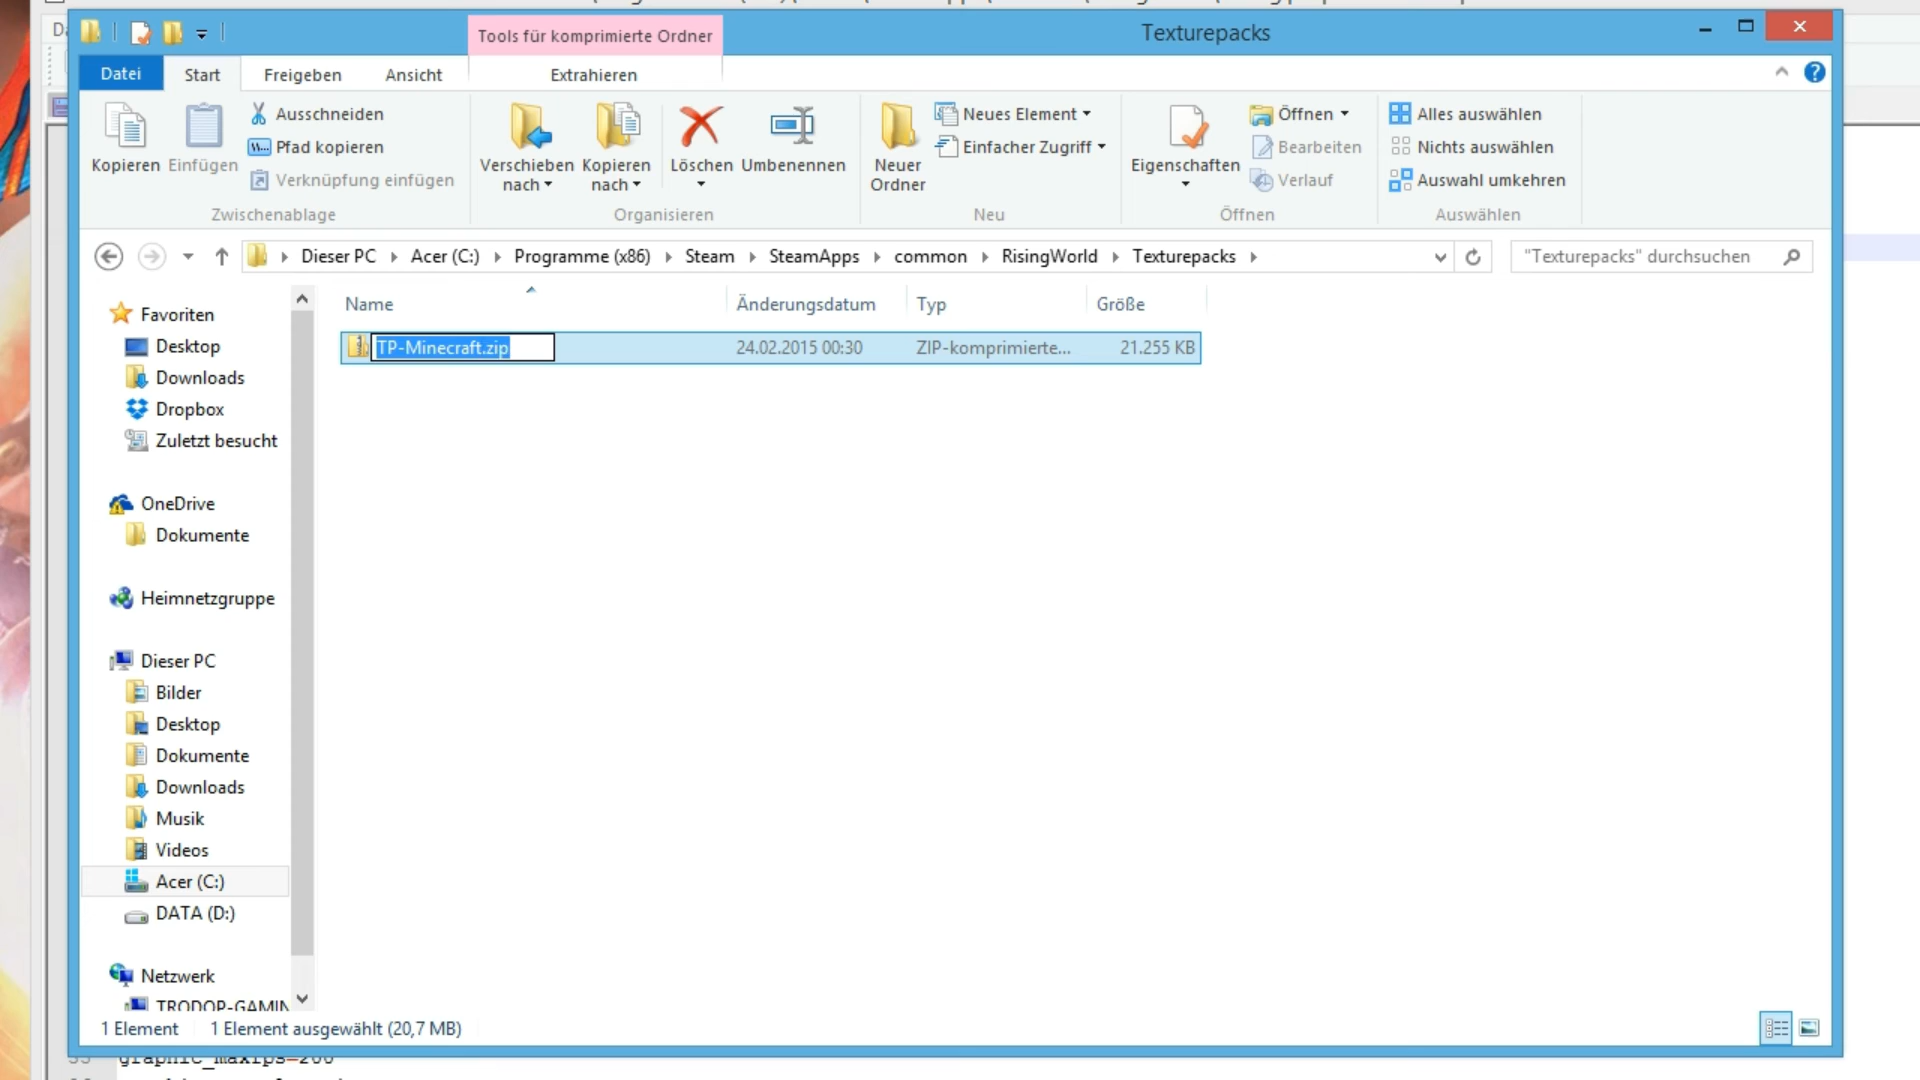 Tools für komprimierte Ordner
Texturepacks
Datei
Start
Freigeben
Ansicht
Extrahieren
Kopieren
Einfügen
Ausschneiden
Pfad kopieren
Verknüpfung einfügen
Zwischenablage
Verschieben nach
Kopieren nach
Löschen
Umbenennen
Organisieren
Neuer Ordner
Neues Element
Einfacher Zugriff
Neu
Eigenschaften
Öffnen
Bearbeiten
Verlauf
Öffnen
Alles auswählen
Nichts auswählen
Auswahl umkehren
Auswählen
Dieser PC
Acer (C:)
Programme (x86)
Steam
SteamApps
common
RisingWorld
Texturepacks
"Texturepacks" durchsuchen
Name
Änderungsdatum
Typ
Größe
TP-Minecraft.zip
24.02.2015 00:30
ZIP-komprimierte...
21.255 KB
Favoriten
Desktop
Downloads
Dropbox
Zuletzt besucht
OneDrive
Dokumente
Heimnetzgruppe
Dieser PC
Bilder
Desktop
Dokumente
Downloads
Musik
Videos
Acer (C:)
DATA (D:)
Netzwerk
TRODOP-GAMIN
1 Element
1 Element ausgewählt (20,7 MB)
graphic_maxfps=200